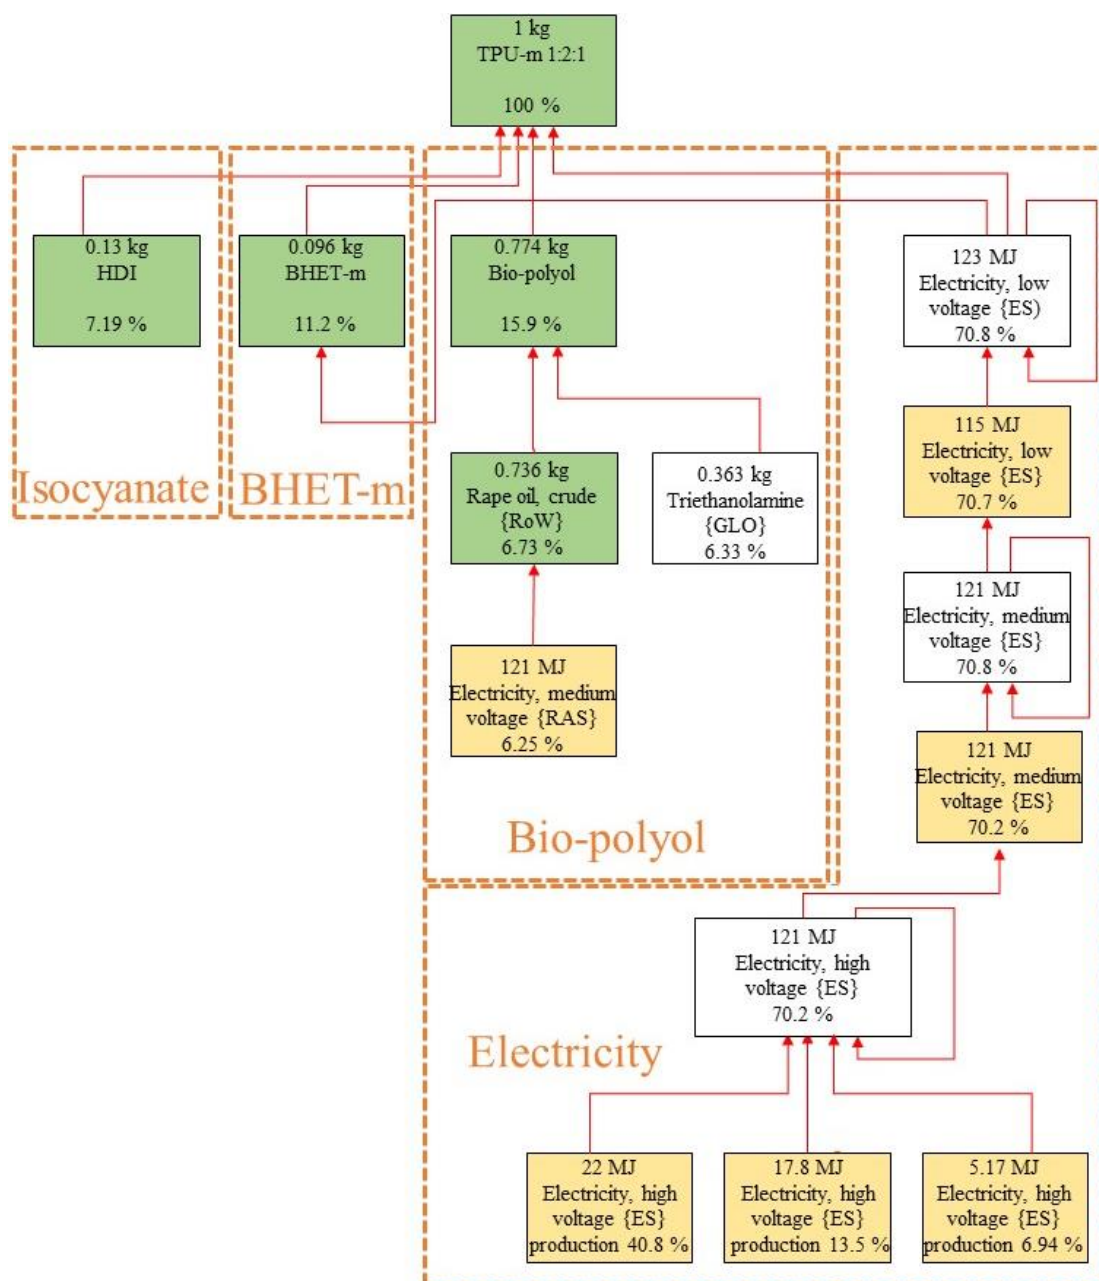 1 kg
TPU-m 1:2:1
100 %
0.13 kg
HDI
7.19 %
Isocyanate
0.096 kg
BHET-m
11.2 %
BHET-m
0.774 kg
Bio-polyol
15.9 %
0.736 kg
Rape oil, crude
{RoW}
6.73 %
0.363 kg
Triethanolamine
{GLO}
6.33 %
121 MJ
Electricity, medium
voltage {RAS}
6.25 %
Bio-polyol
123 MJ
Electricity, low
voltage {ES)
70.8 %
115 MJ
Electricity, low
voltage {ES}
70.7 %
121 MJ
Electricity, medium
voltage {ES}
70.8 %
121 MJ
Electricity, medium
voltage {ES}
70.2 %
121 MJ
Electricity, high
voltage {ES}
70.2 %
Electricity
22 MJ
Electricity, high
voltage {ES}
production 40.8 %
17.8 MJ
Electricity, high
voltage {ES}
production 13.5 %
5.17 MJ
Electricity, high
voltage {ES}
production 6.94 %